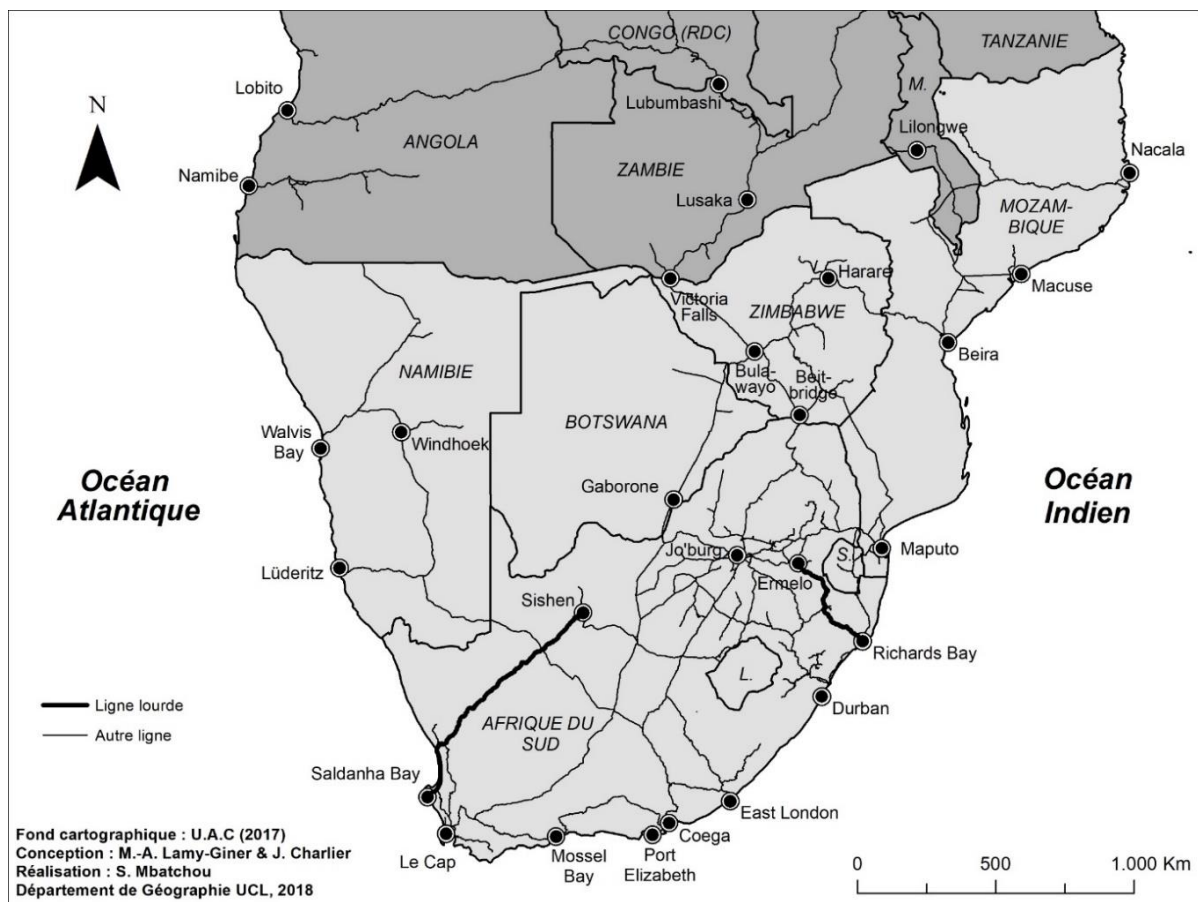 CONGO (RDC)
TANZANIE
Lobito
Lubumbashi
M.
N
ANGOLA
Lilongwe
Nacala
Namibe
ZAMBIE
Lusaka
MOZAM-
BIQUE
Harare
Macuse
Victoria
Falls
ZIMBABWE
Beira
NAMIBIE
Bula-
wayo
Beit-
bridge
BOTSWANA
Walvis
Bay
Windhoek
Océan
Atlantique
Océan
Indien
Gaborone
Jo'burg
S.
Maputo
Ermelo
Lüderitz
Sishen
Richards Bay
L.
Ligne lourde
Durban
Autre ligne
AFRIQUE DU
SUD
Saldanha Bay
East London
Coega
Le Cap
Mossel
Bay
Port
Elizabeth
Fond cartographique : U.A.C (2017)
Conception : M.-A. Lamy-Giner & J. Charlier
Réalisation : S. Mbatchou
Département de Géographie UCL, 2018
0 500 1.000 Km